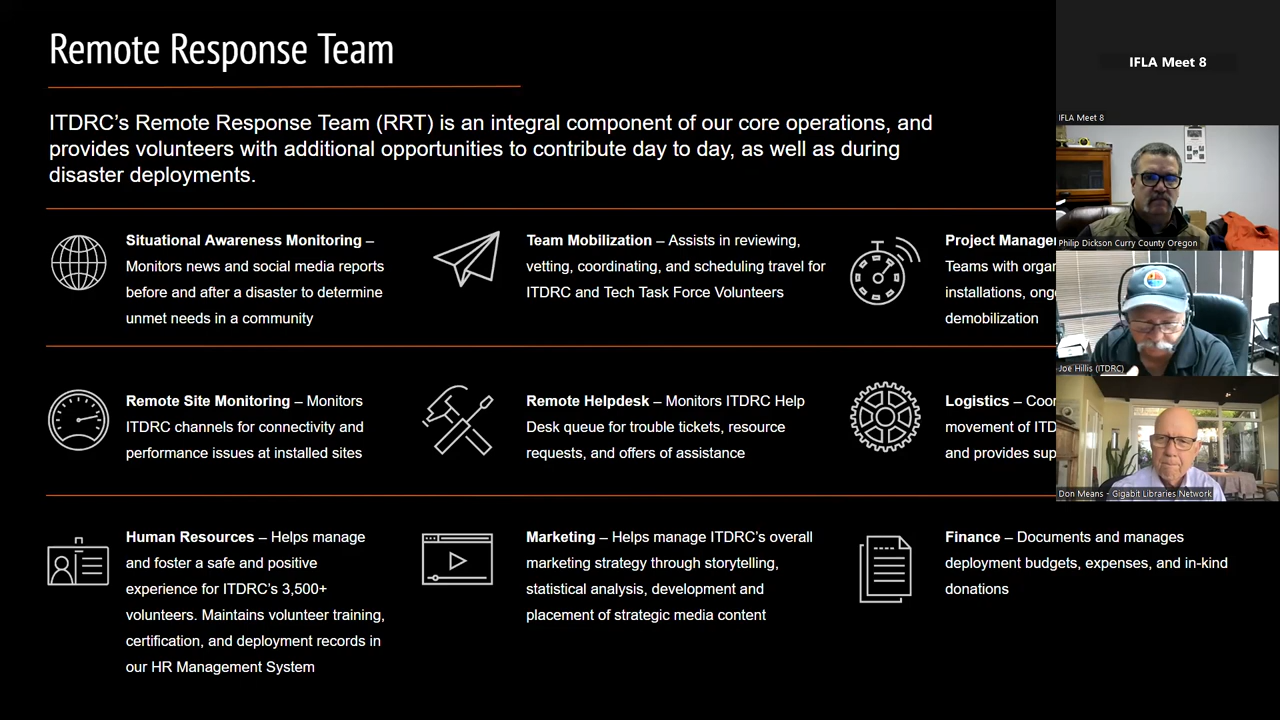 Remote Response Team
ITDRC's Remote Response Team (RRT) is an integral component of our core operations, and
provides volunteers with additional opportunities to contribute day to day, as well as during
disaster deployments.
Situational Awareness Monitoring –
Monitors news and social media reports
before and after a disaster to determine
unmet needs in a community
Team Mobilization – Assists in reviewing,
vetting, coordinating, and scheduling travel for
ITDRC and Tech Task Force Volunteers
Project
Teams with
installations,
demobilization
Remote Site Monitoring – Monitors
ITDRC channels for connectivity and
performance issues at installed sites
Remote Helpdesk – Monitors ITDRC Help
Desk queue for trouble tickets, resource
requests, and offers of assistance
Logistics –
movement of
and provides
Human Resources – Helps manage
and foster a safe and positive
experience for ITDRC's 3,500+
volunteers. Maintains volunteer training,
certification, and deployment records in
our HR Management System
Marketing – Helps manage ITDRC's overall
marketing strategy through storytelling,
statistical analysis, development and
placement of strategic media content
Finance – Documents and manages
deployment budgets, expenses, and in-kind
donations
IFLA Meet 8
IFLA Meet 8
Philip Dickson Curry County Oregon
Joe Hillis (ITDRC)
Don Means - Gigabit Libraries Network